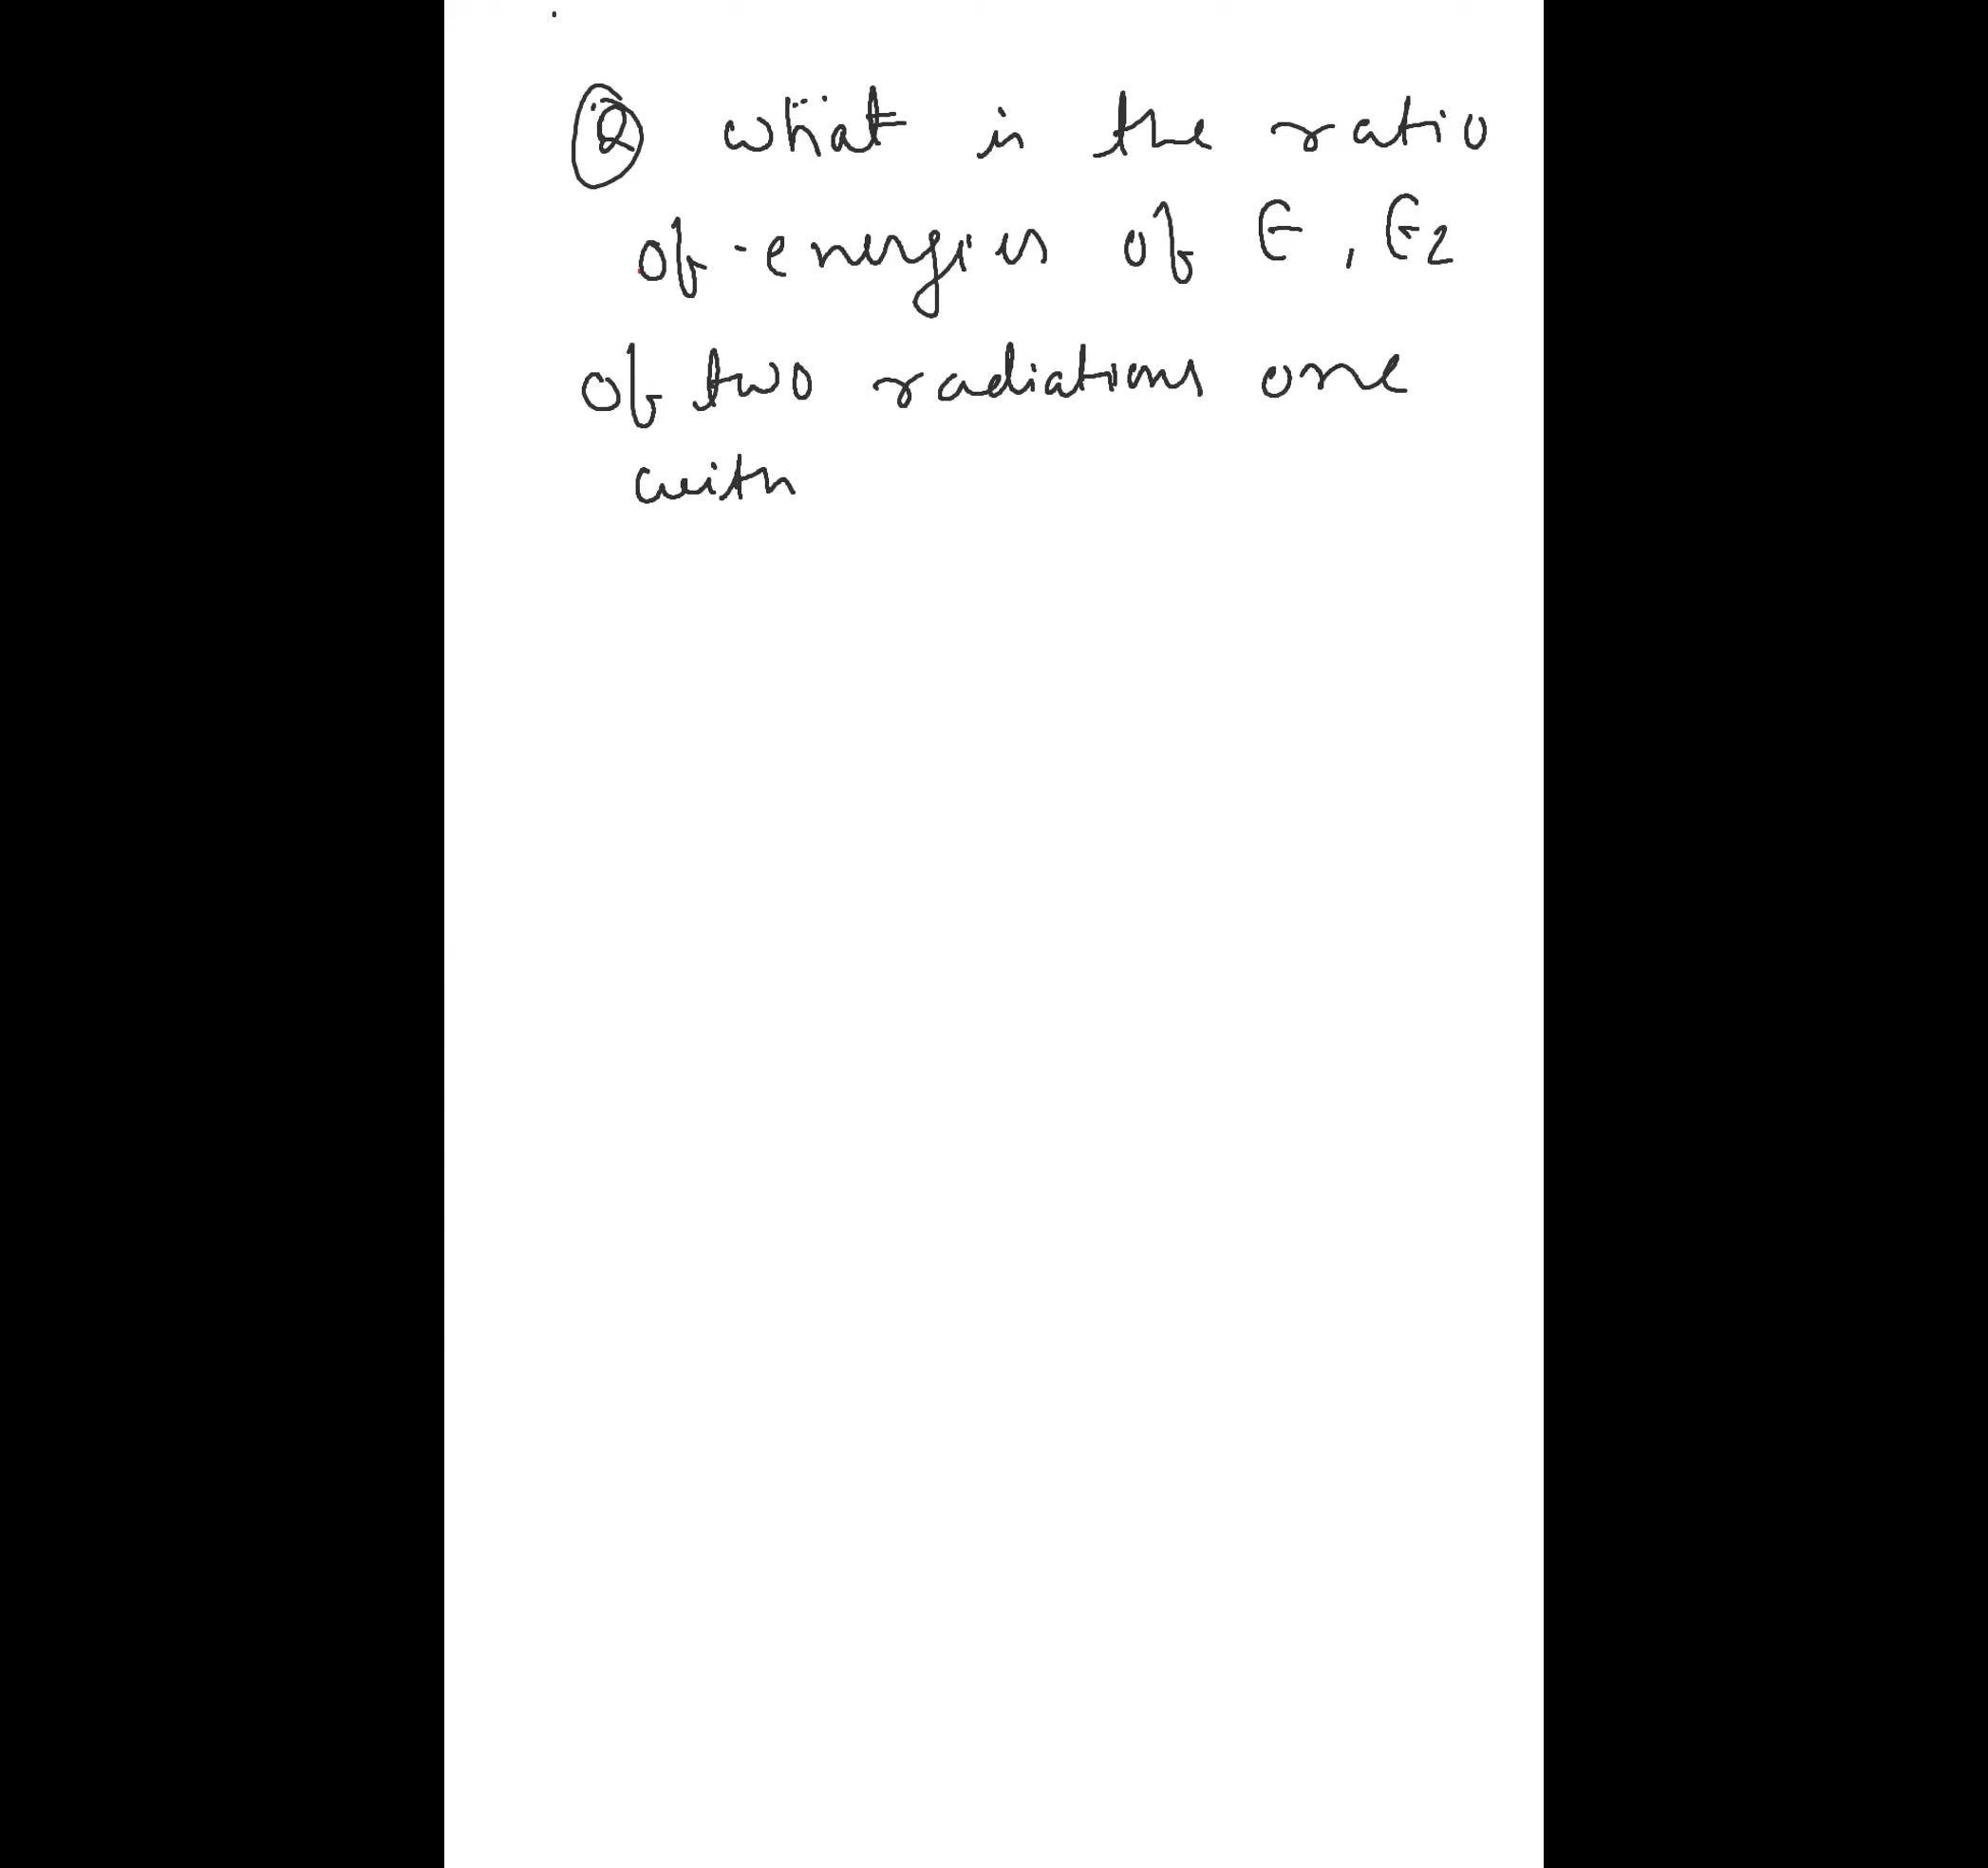 Q what is the ratio
of energies of E, E2
of two radiations one
with